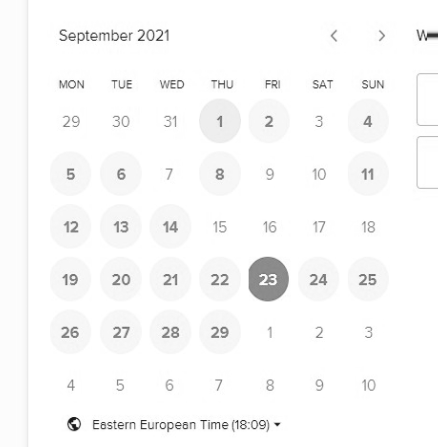 September 2021
MON TUE WED THU FRI SAT SUN
29 30 31 1 2 3 4
5 6 7 8 9 10 11
12 13 14 15 16 17 18
19 20 21 22 23 24 25
26 27 28 29 1 2 3
4 5 6 7 8 9 10
Eastern European Time (18:09)